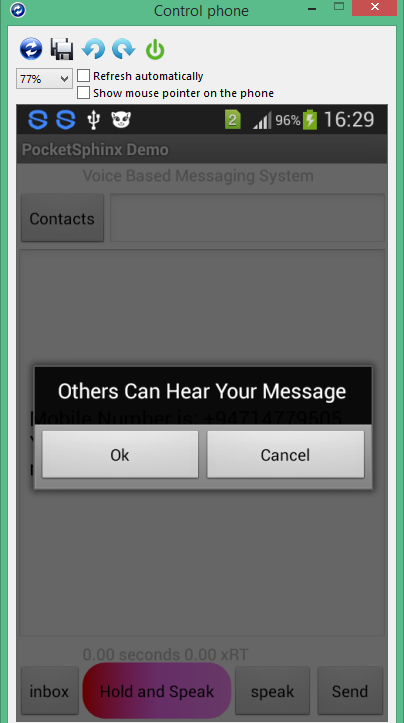 Control phone
77%
Refresh automatically
Show mouse pointer on the phone
2 96% 16:29
PocketSphinx Demo
Voice Based Messaging System
Contacts
Others Can Hear Your Message
Mobile Number is: +94714779505
Ok Cancel
0.00 seconds 0.00 xRT
inbox Hold and Speak speak Send